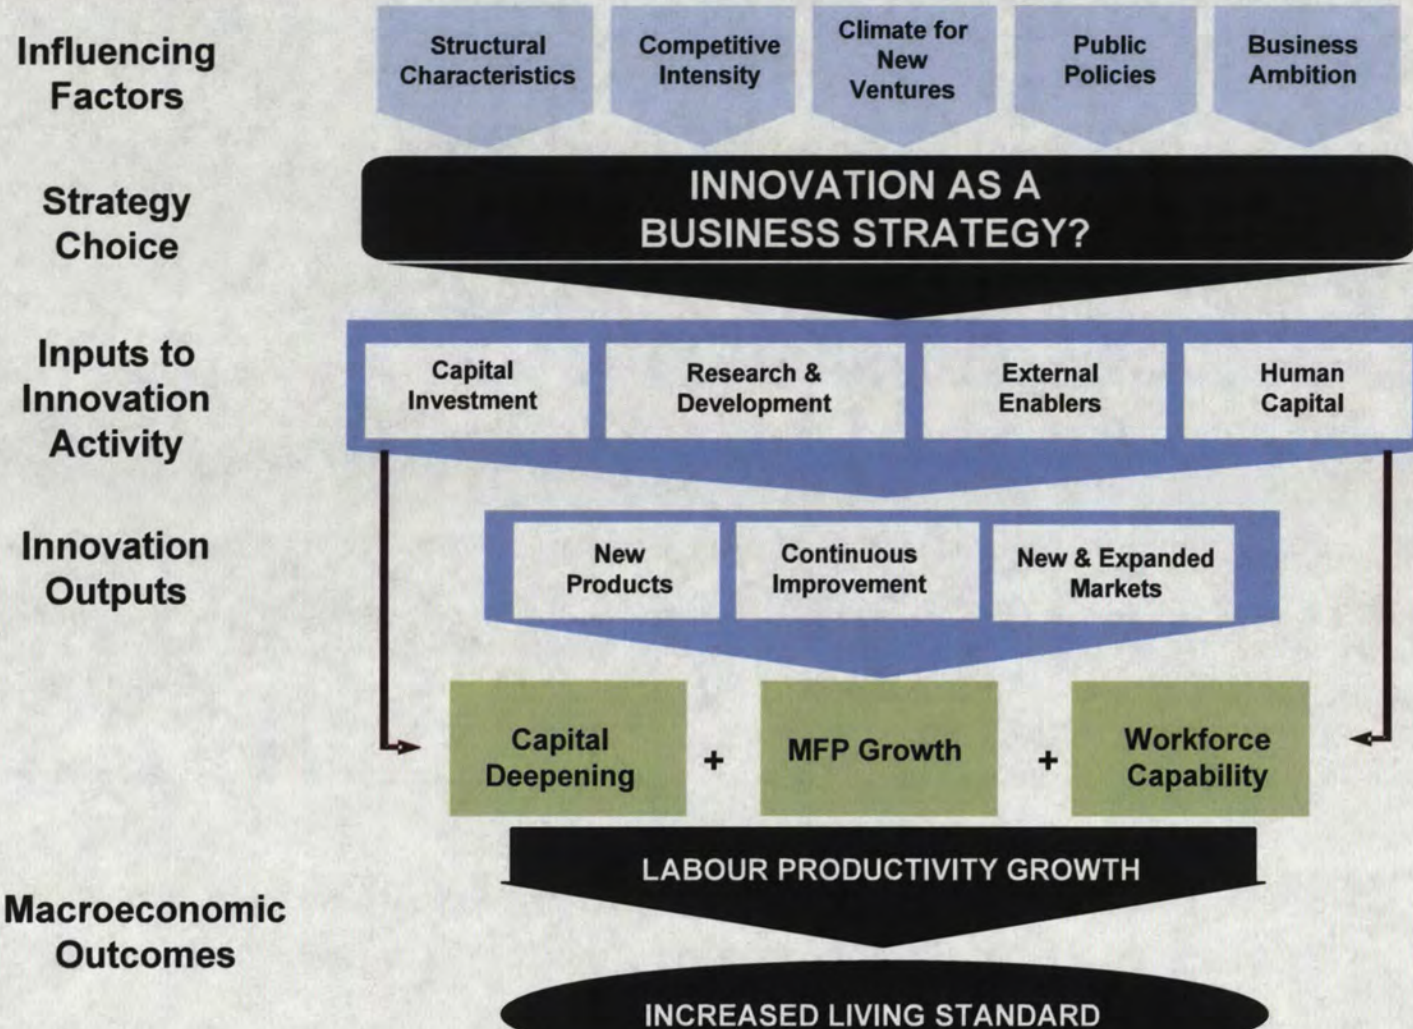 Influencing
Factors
Structural
Characteristics
Competitive
Intensity
Climate for
New
Ventures
Public
Policies
Business
Ambition
Strategy
Choice
INNOVATION AS A
BUSINESS STRATEGY?
Inputs to
Innovation
Activity
Capital
Investment
Research &
Development
External
Enablers
Human
Capital
Innovation
Outputs
New
Products
Continuous
Improvement
New & Expanded
Markets
Capital
Deepening
+
MFP Growth
+
Workforce
Capability
LABOUR PRODUCTIVITY GROWTH
Macroeconomic
Outcomes
INCREASED LIVING STANDARD